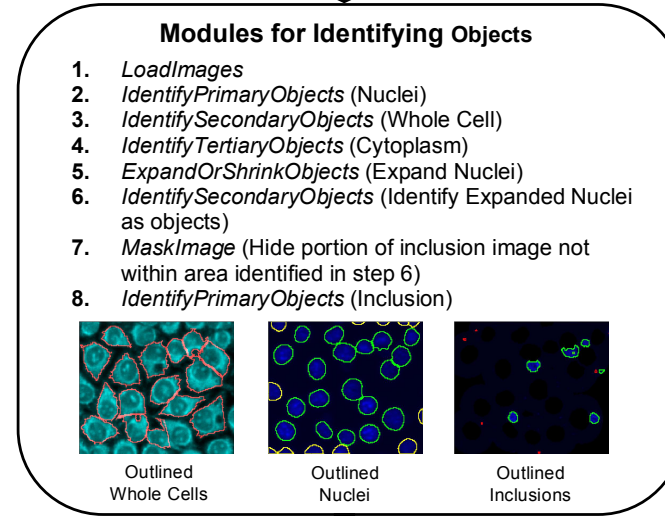 Modules for Identifying Objects
1. LoadImages
2. IdentifyPrimaryObjects (Nuclei)
3. IdentifySecondaryObjects (Whole Cell)
4. IdentifyTertiaryObjects (Cytoplasm)
5. ExpandOrShrinkObjects (Expand Nuclei)
6. IdentifySecondaryObjects (Identify Expanded Nuclei
as objects)
7. MaskImage (Hide portion of inclusion image not
within area identified in step 6)
8. IdentifyPrimaryObjects (Inclusion)
Outlined
Whole Cells
Outlined
Nuclei
Outlined
Inclusions